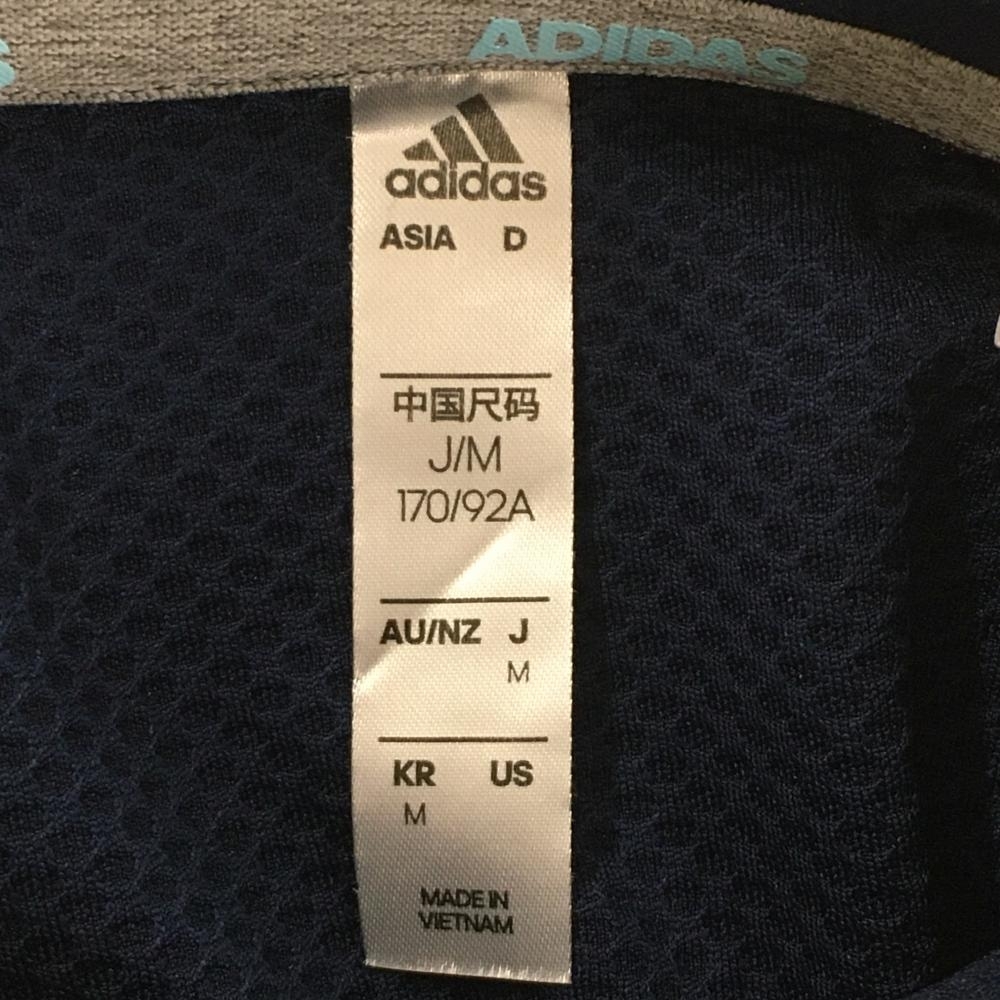 ADIDAS
adidas
ASIA D
中国尺码
J/M
170/92A
AU/NZ J
M
KR US
M
MADE IN
VIETNAM